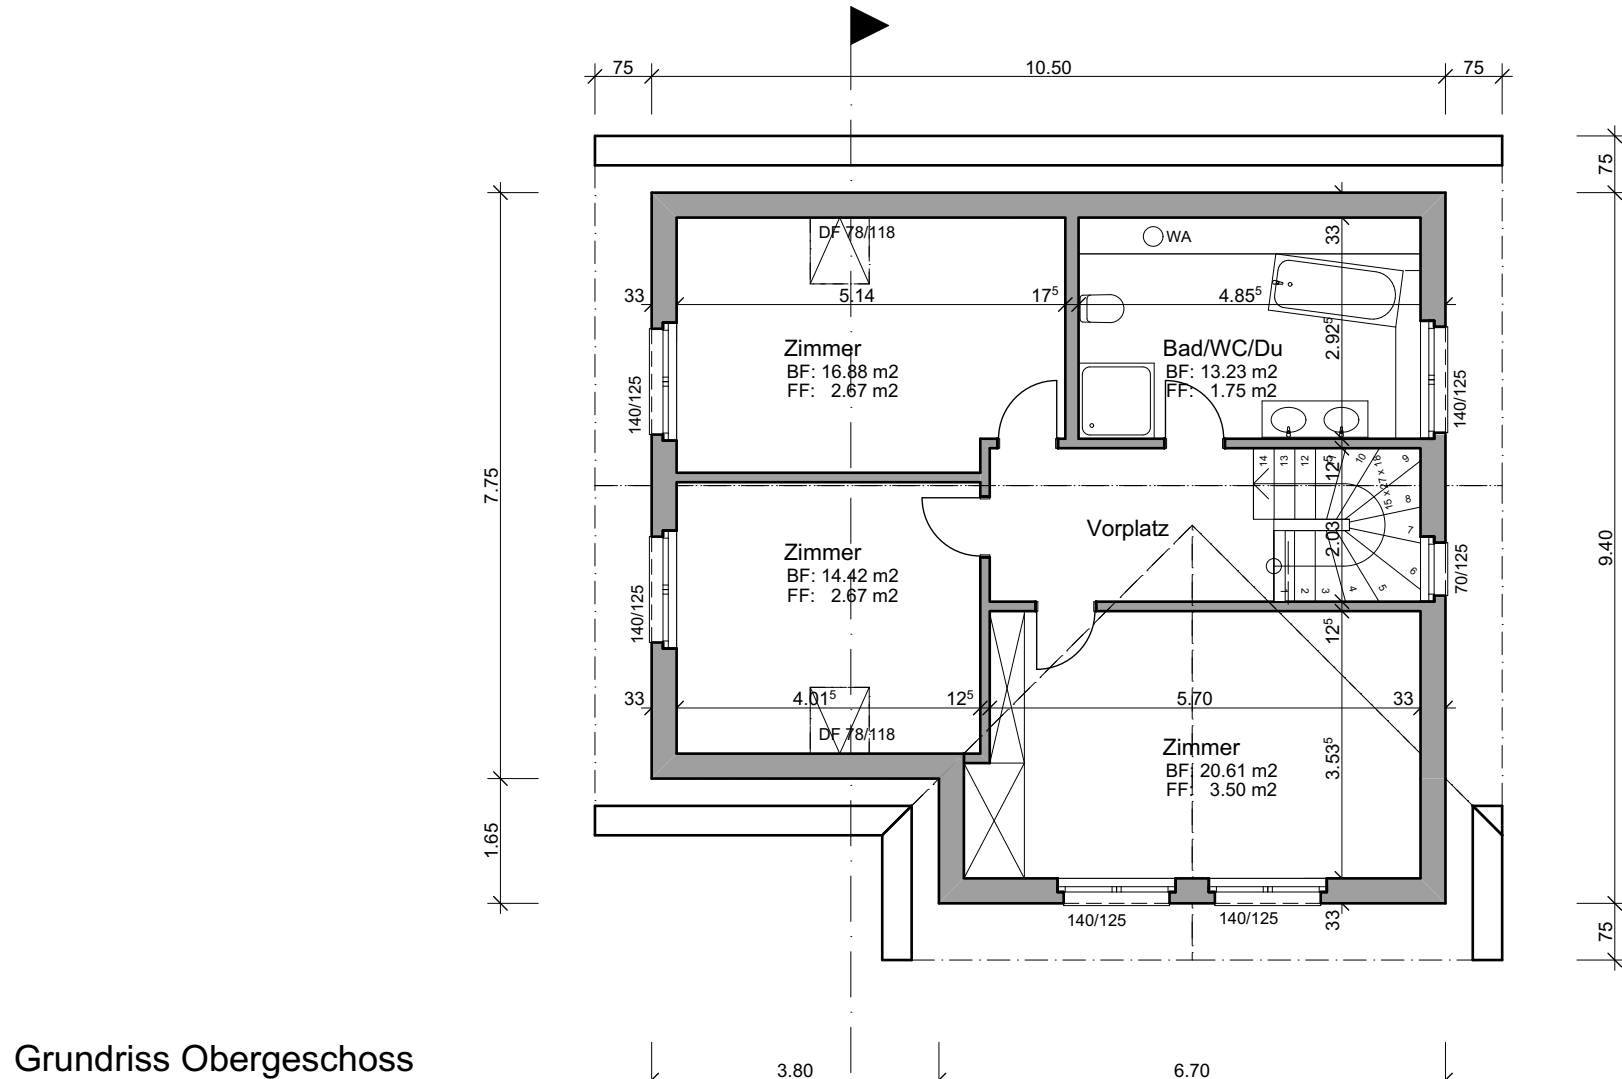 75
10.50
75
75
DF 78/118
WA
33
33
5.14
17⁵
4.85⁵
Zimmer
BF: 16.88 m2
FF: 2.67 m2
Bad/WC/Du
BF: 13.23 m2
FF: 1.75 m2
2.92⁵
140/125
140/125
7.75
14
13
12
12⁵
10
15 x 27 x 18
9
8
7
6
5
4
3
2
1
2.03
Vorplatz
Zimmer
BF: 14.42 m2
FF: 2.67 m2
140/125
70/125
9.40
12⁵
33
4.01⁵
12⁵
5.70
33
DF 78/118
Zimmer
BF: 20.61 m2
FF: 3.50 m2
3.53⁵
1.65
140/125
140/125
33
75
Grundriss Obergeschoss
3.80
6.70